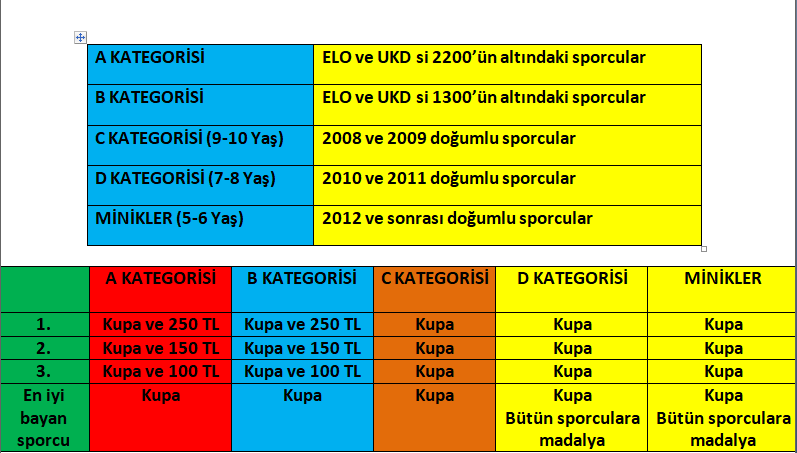 A KATEGORİSİ ELO ve UKD si 2200’ün altındaki sporcular
B KATEGORİSİ ELO ve UKD si 1300’ün altındaki sporcular
C KATEGORİSİ (9-10 Yaş) 2008 ve 2009 doğumlu sporcular
D KATEGORİSİ (7-8 Yaş) 2010 ve 2011 doğumlu sporcular
MİNİKLER (5-6 Yaş) 2012 ve sonrası doğumlu sporcular
A KATEGORİSİ B KATEGORİSİ C KATEGORİSİ D KATEGORİSİ MİNİKLER
1. Kupa ve 250 TL Kupa ve 250 TL Kupa Kupa Kupa
2. Kupa ve 150 TL Kupa ve 150 TL Kupa Kupa Kupa
3. Kupa ve 100 TL Kupa ve 100 TL Kupa Kupa Kupa
En iyi Kupa Kupa Kupa Kupa Kupa
bayan Bütün sporculara Bütün sporculara
sporcu madalya madalya